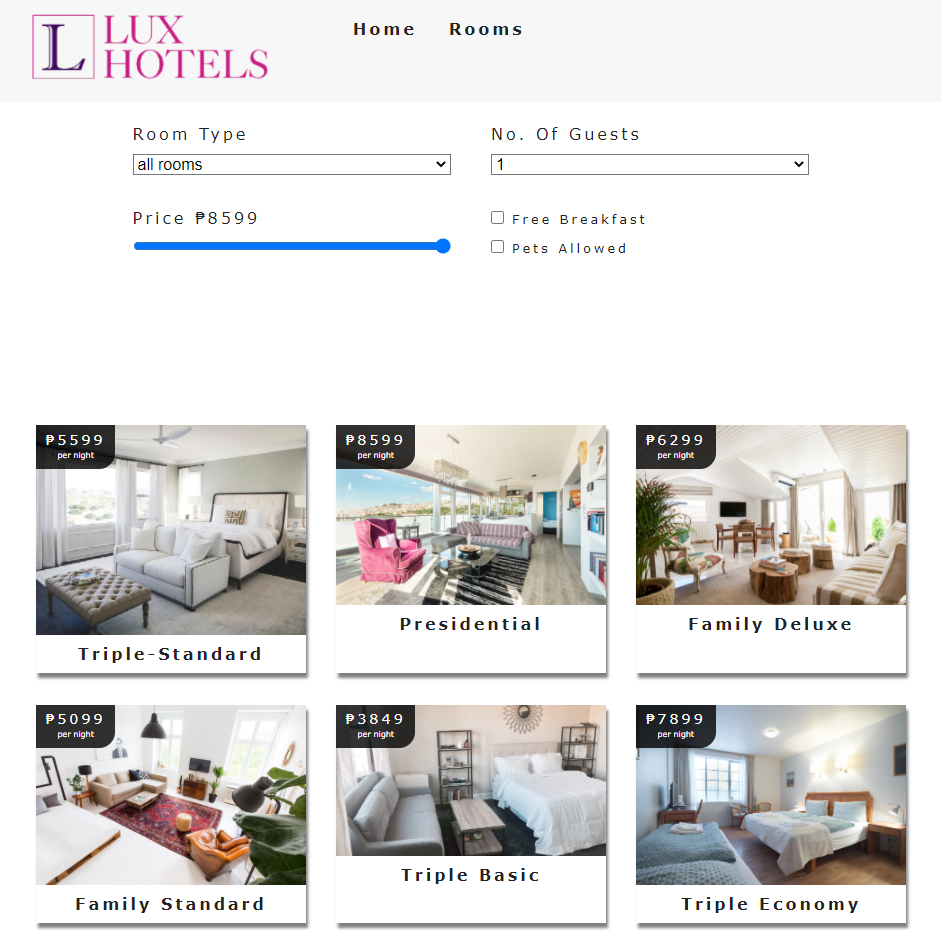 L LUX
HOTELS
Home Rooms
Room Type
all rooms
No. Of Guests
1
Price ₱8599
Free Breakfast
Pets Allowed
₱5599
per night
Triple-Standard
₱8599
per night
Presidential
₱6299
per night
Family Deluxe
₱5099
per night
Family Standard
₱3849
per night
Triple Basic
₱7899
per night
Triple Economy